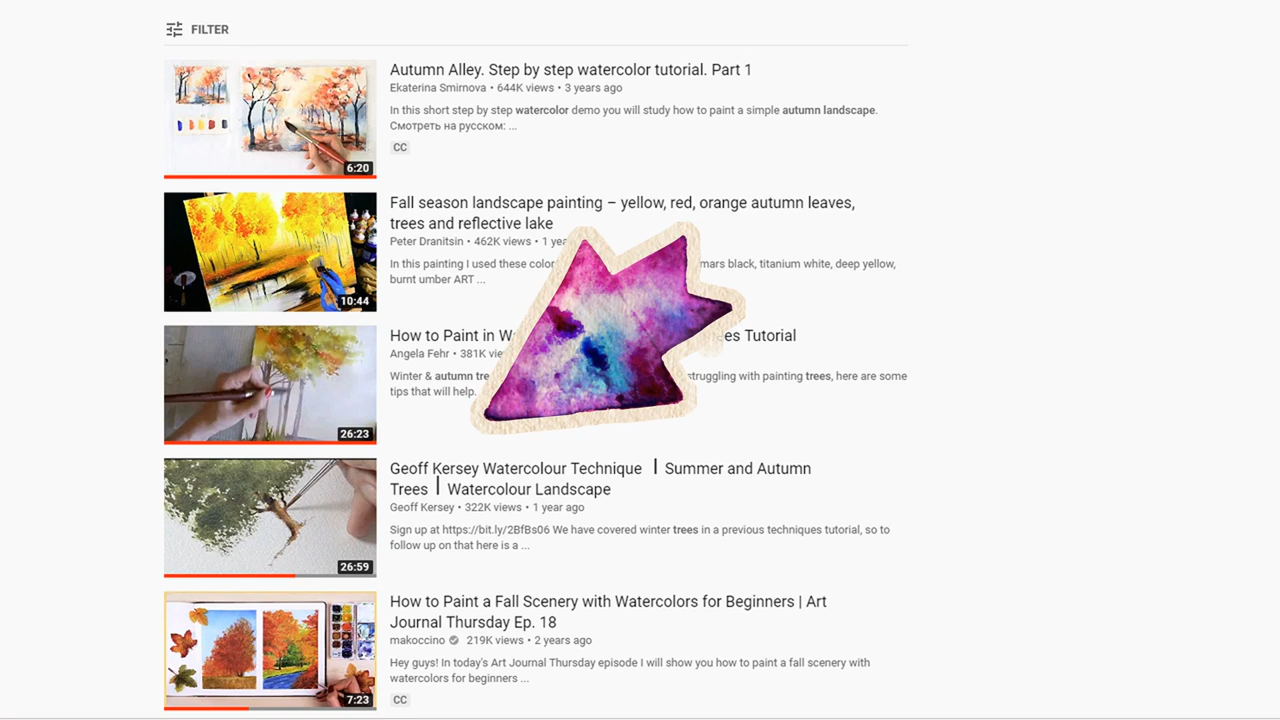 FILTER
Autumn Alley. Step by step watercolor tutorial. Part 1
Ekaterina Smirnova • 644K views • 3 years ago
In this short step by step watercolor demo you will study how to paint a simple autumn landscape.
Смотреть на русском: ...
CC
6:20
Fall season landscape painting – yellow, red, orange autumn leaves,
trees and reflective lake
Peter Dranitsin • 462K views • 1
In this painting I used these mars black, titanium white, deep yellow,
burnt umber ART ...
10:44
How to Paint in Tutorial
Angela Fehr • 381K
Winter & autumn struggling with painting trees, here are some
tips that will help.
26:23
Geoff Kersey Watercolour Technique | Summer and Autumn
Trees | Watercolour Landscape
Geoff Kersey • 322K views • 1 year ago
Sign up at https://bit.ly/2BfBs06 We have covered winter trees in a previous techniques tutorial, so to
follow up on that here is a ...
26:59
How to Paint a Fall Scenery with Watercolors for Beginners | Art
Journal Thursday Ep. 18
makoccino 219K views • 2 years ago
Hey guys! In today's Art Journal Thursday episode I will show you how to paint a fall scenery with
watercolors for beginners ...
CC
7:23